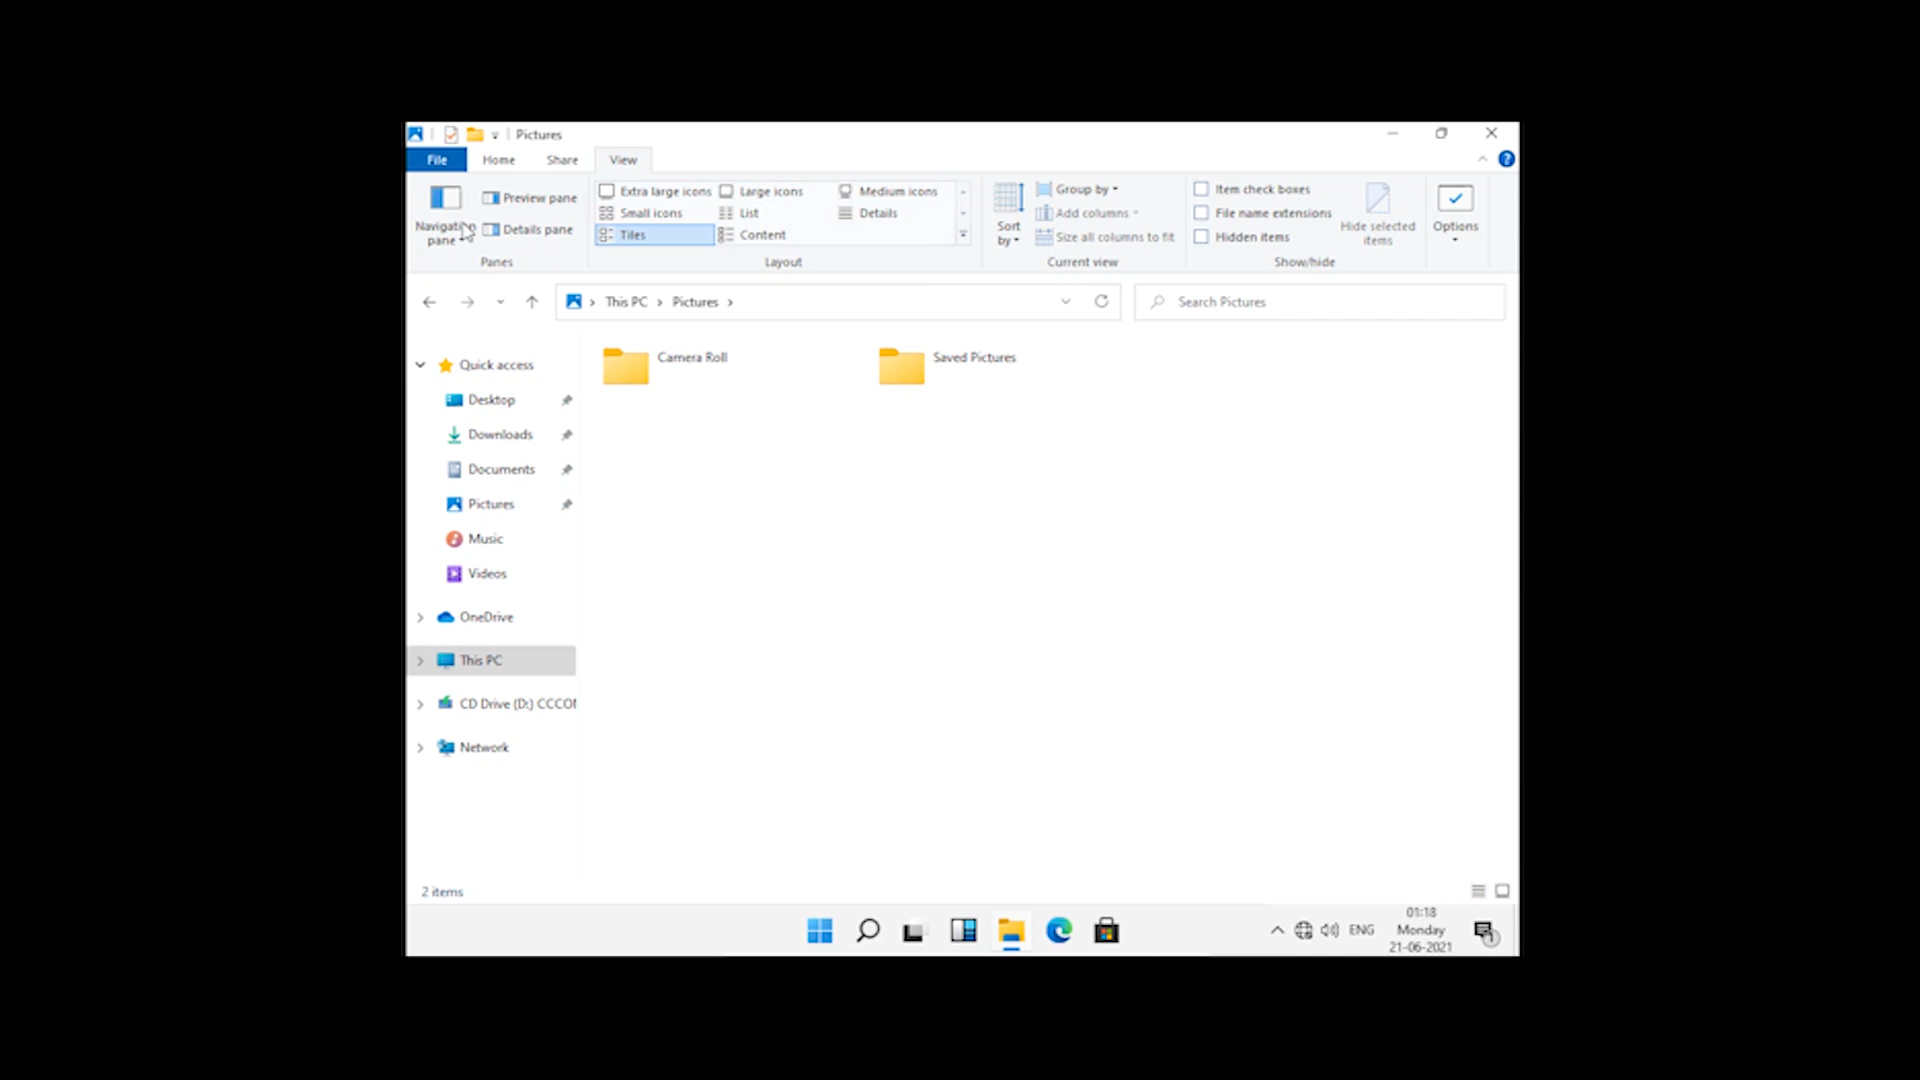 Pictures
File Home Share View
Navigation pane
Preview pane
Details pane
Panes
Extra large icons Large icons Medium icons
Small icons List Details
Tiles Content
Layout
Sort by
Group by
Add columns
Size all columns to fit
Current view
Item check boxes
File name extensions
Hidden items
Hide selected items
Show/hide
Options
This PC Pictures
Search Pictures
Quick access
Desktop
Downloads
Documents
Pictures
Music
Videos
OneDrive
This PC
CD Drive (D:)
Network
Camera Roll Saved Pictures
2 items
ENG
01:18
Monday
21-06-2021
1